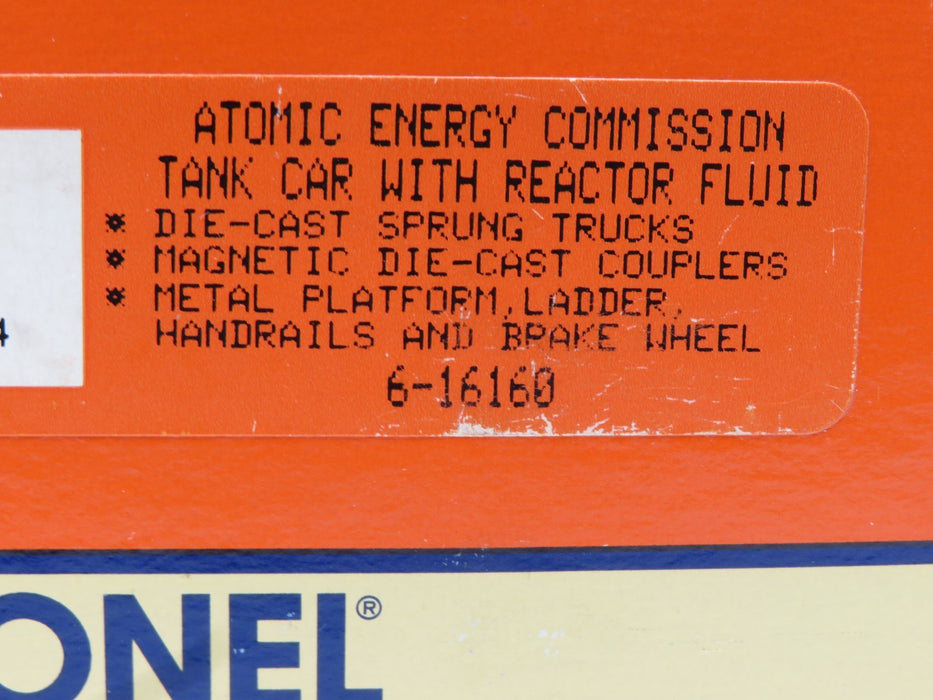 ATOMIC ENERGY COMMISSION
TANK CAR WITH REACTOR FLUID
* DIE-CAST SPRUNG TRUCKS
* MAGNETIC DIE-CAST COUPLERS
* METAL PLATFORM, LADDER,
HANDRAILS AND BRAKE WHEEL
6-16160
4
ONEL®